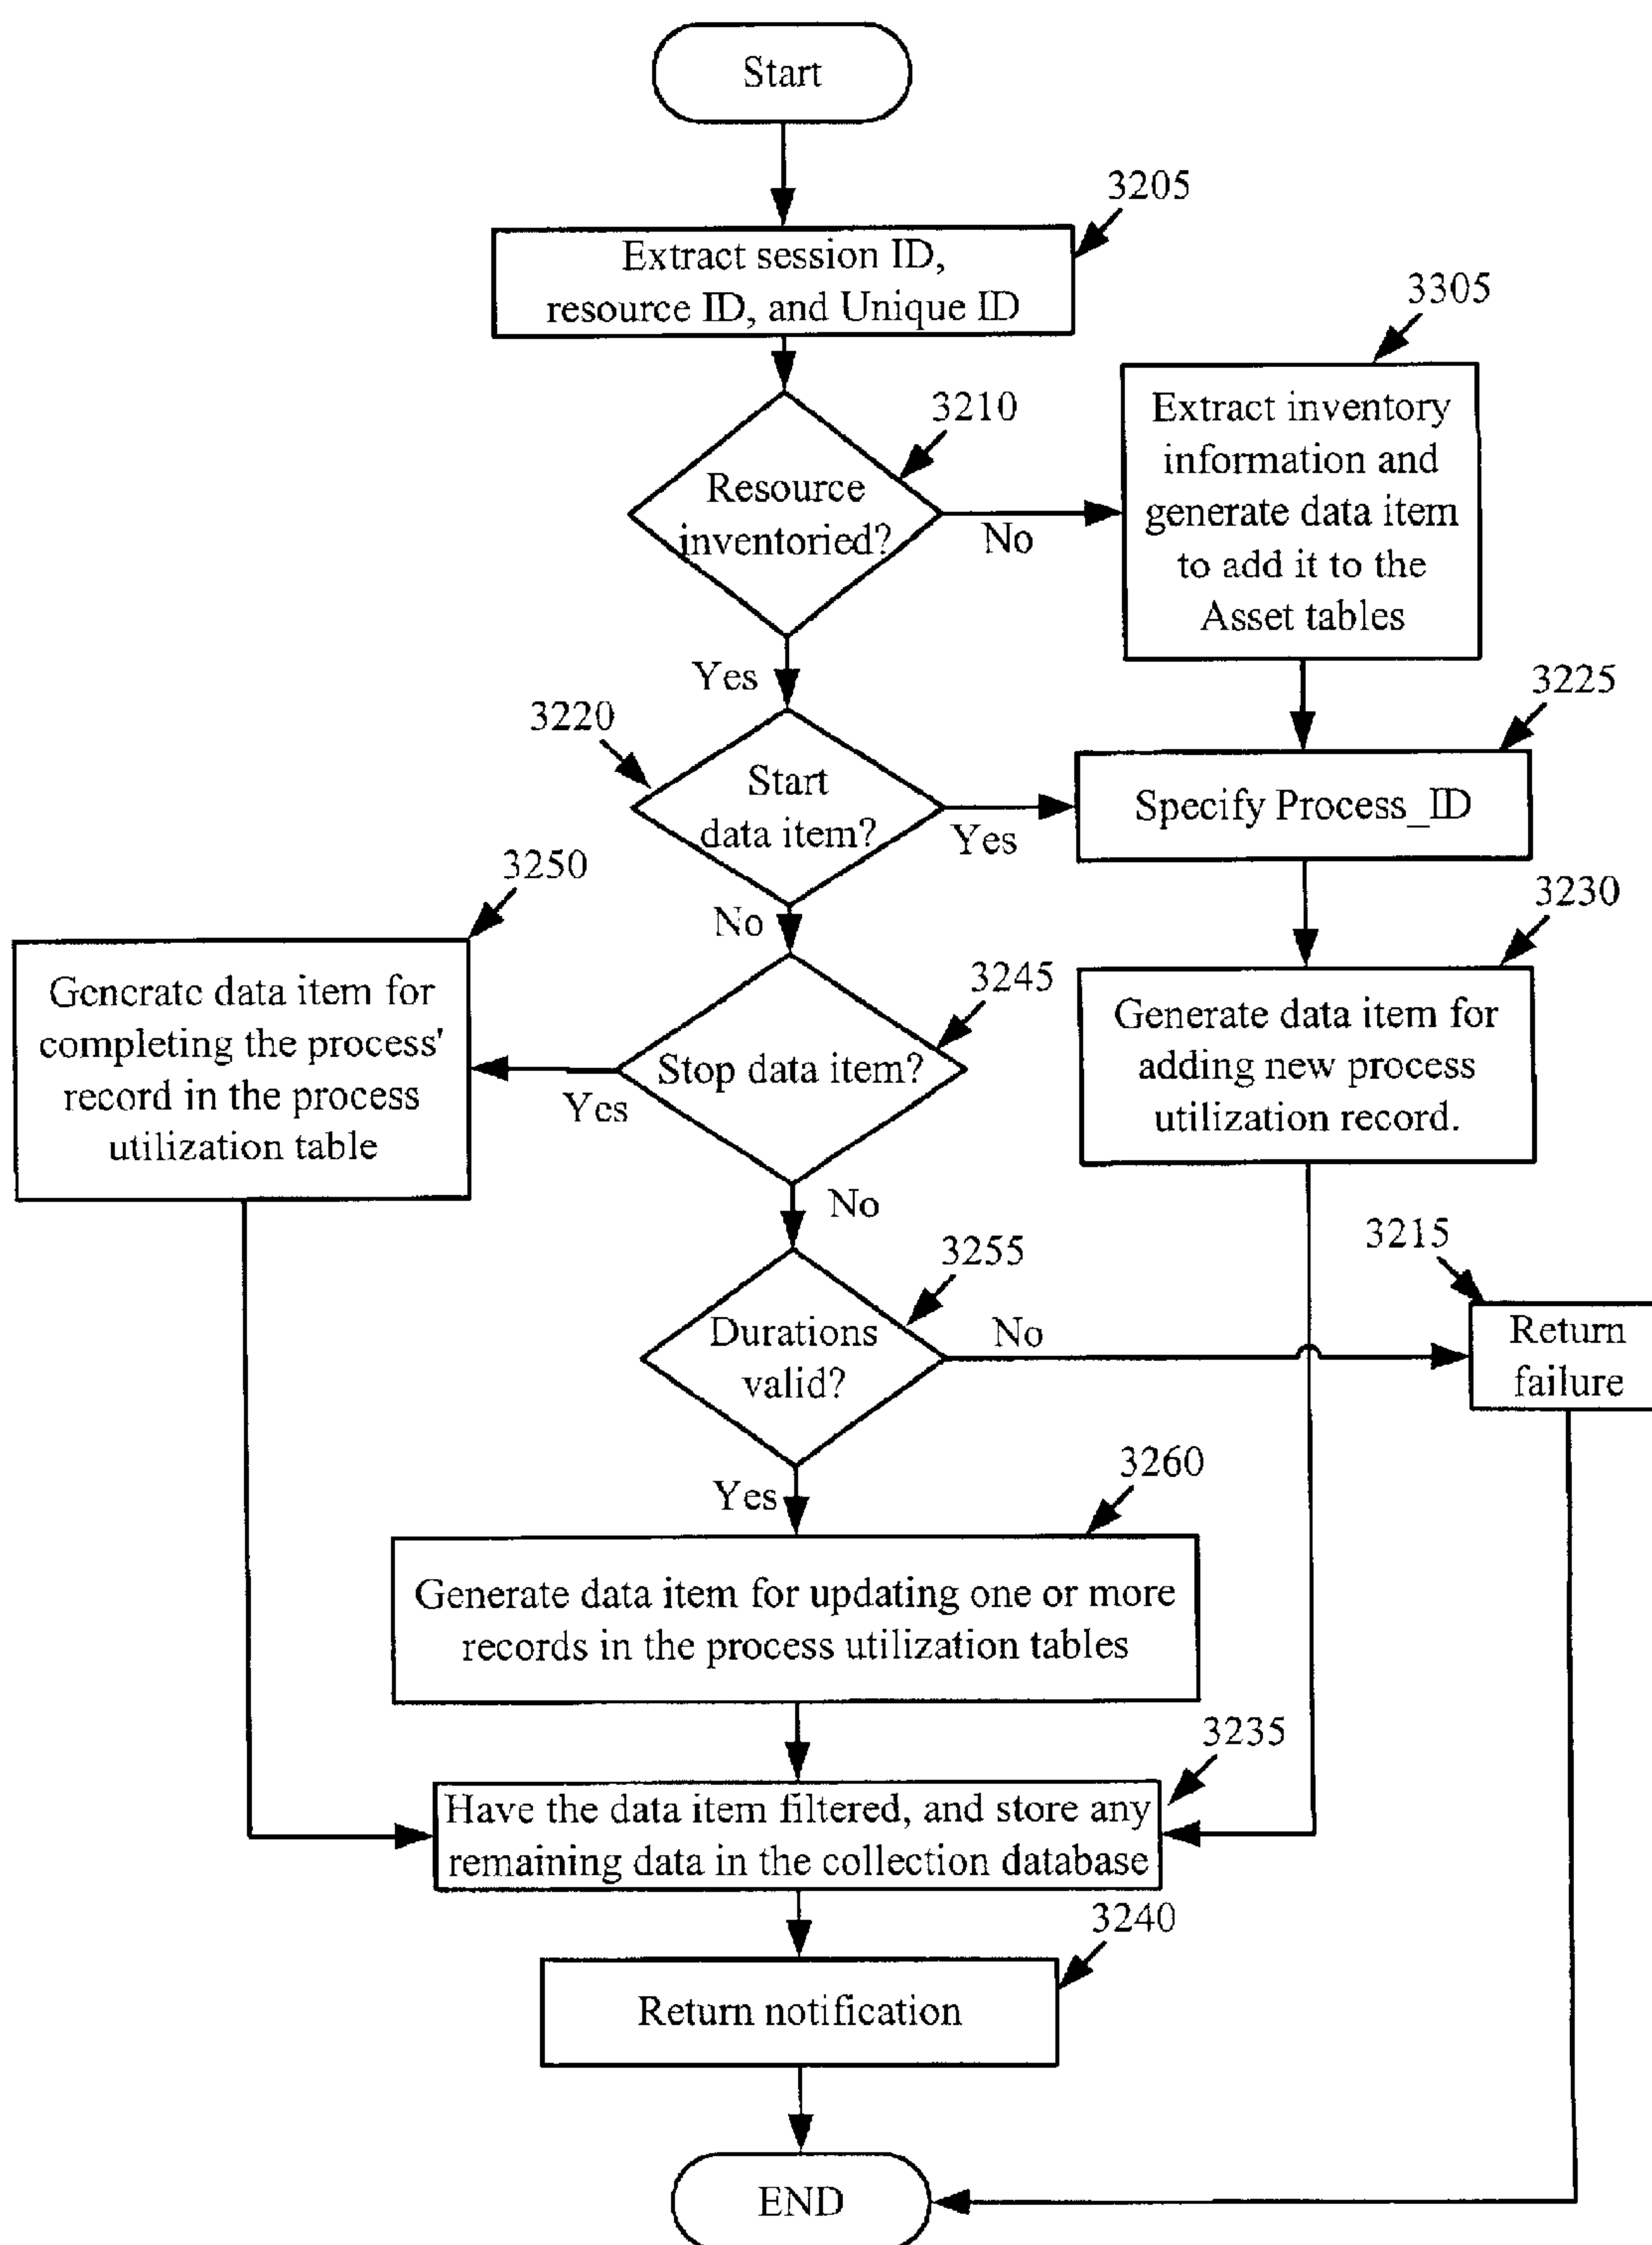 Start
3205
Extract session ID,
resource ID, and Unique ID
3305
Extract inventory
information and
generate data item
to add it to the
Asset tables
3210
Resource
inventoried?
No
Yes
3220
Start
data item?
Yes
3225
Specify Process_ID
No
3230
Generate data item for
adding new process
utilization record.
3250
Generate data item for
completing the process'
record in the process
utilization table
3245
Stop data item?
Yes
No
3255
Durations
valid?
No
3215
Return
failure
Yes
3260
Generate data item for updating one or more
records in the process utilization tables
3235
Have the data item filtered, and store any
remaining data in the collection database
3240
Return notification
END